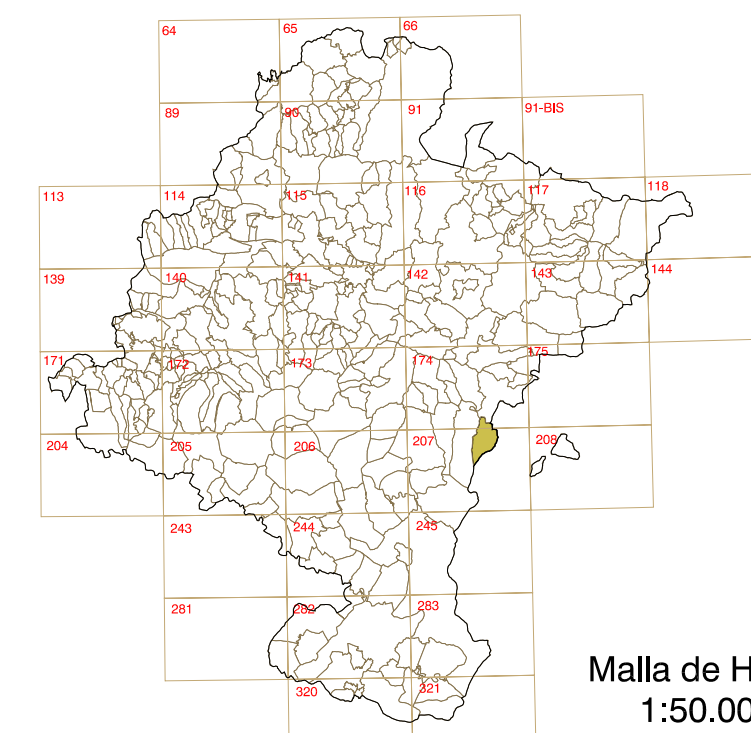 64 65 66
89 90 91 91-BIS
113 114 115 116 117 118
139 140 141 142 143 144
171 172 173 174 175
204 205 206 207 208
243 244 245
281 282 283
320 321
Malla de H
1:50.00